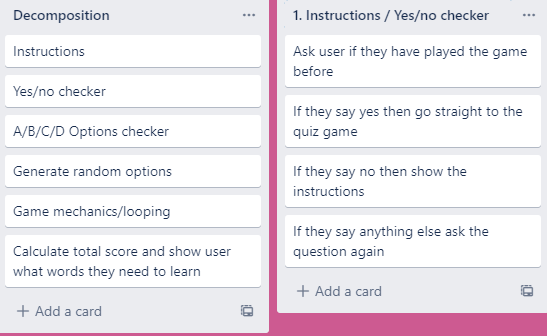 Decomposition
Instructions
Yes/no checker
A/B/C/D Options checker
Generate random options
Game mechanics/looping
Calculate total score and show user
what words they need to learn
+ Add a card
1. Instructions / Yes/no checker
Ask user if they have played the game
before
If they say yes then go straight to the
quiz game
If they say no then show the
instructions
If they say anything else ask the
question again
+ Add a card